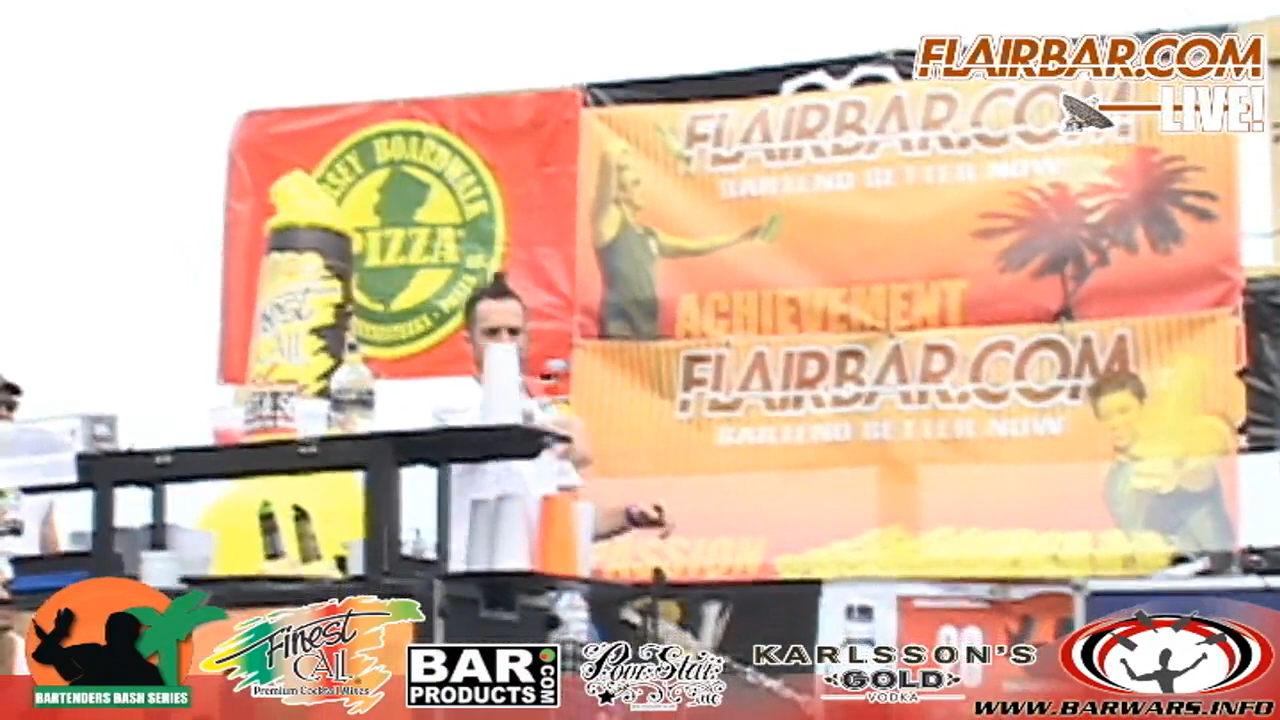 FLAIRBAR.COM
LIVE!
FLAIRBAR.COM
BARTEND BETTER NOW
ACHIEVEMENT
BOARDWALK
PIZZA
FLAIRBAR.COM
BARTEND BETTER NOW
PASSION
BARTENDERS BASH SERIES
Finest
CALL
Premium Cocktail Mixes
BAR
PRODUCTS
.COM
KARLSSON'S
GOLD
VODKA
WWW.BARWARS.INFO